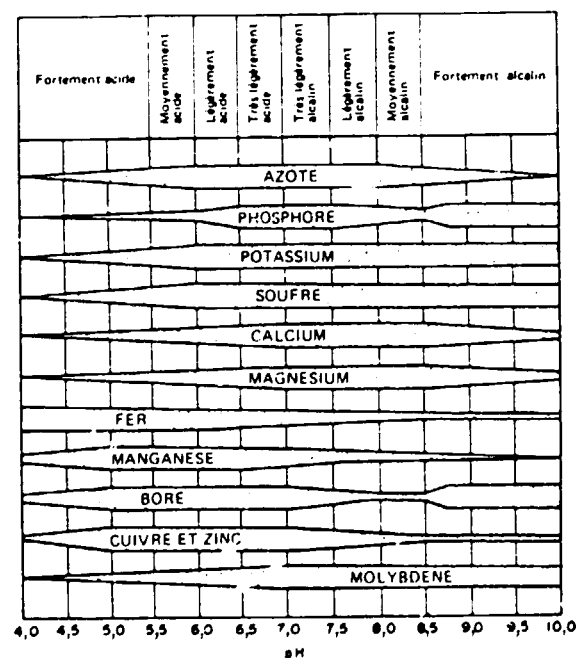 Fortement acide
Moyennement
acide
Légèrement
acide
Très légèrement
acide
Très légèrement
alcalin
Légèrement
alcalin
Moyennement
alcalin
Fortement alcalin
AZOTE
PHOSPHORE
POTASSIUM
SOUFRE
CALCIUM
MAGNESIUM
FER
MANGANESE
BORE
CUIVRE ET ZINC
MOLYBDENE
4,0 4,5 5,0 5,5 6,0 6,5 7,0 7,5 8,0 8,5 9,0 9,5 10,0
pH